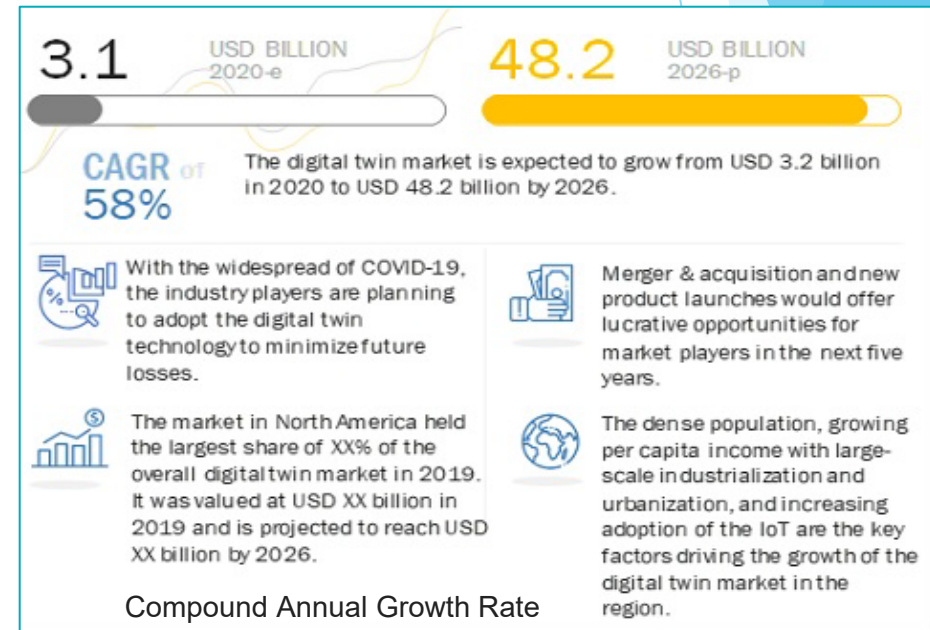 3.1 USD BILLION
2020-e
48.2 USD BILLION
2026-p
CAGR of
58%
The digital twin market is expected to grow from USD 3.2 billion
in 2020 to USD 48.2 billion by 2026.
With the widespread of COVID-19,
the industry players are planning
to adopt the digital twin
technology to minimize future
losses.
Merger & acquisition and new
product launches would offer
lucrative opportunities for
market players in the next five
years.
The market in North America held
the largest share of XX% of the
overall digital twin market in 2019.
It was valued at USD XX billion in
2019 and is projected to reach USD
XX billion by 2026.
The dense population, growing
per capita income with large-
scale industrialization and
urbanization, and increasing
adoption of the IoT are the key
factors driving the growth of the
digital twin market in the
region.
Compound Annual Growth Rate